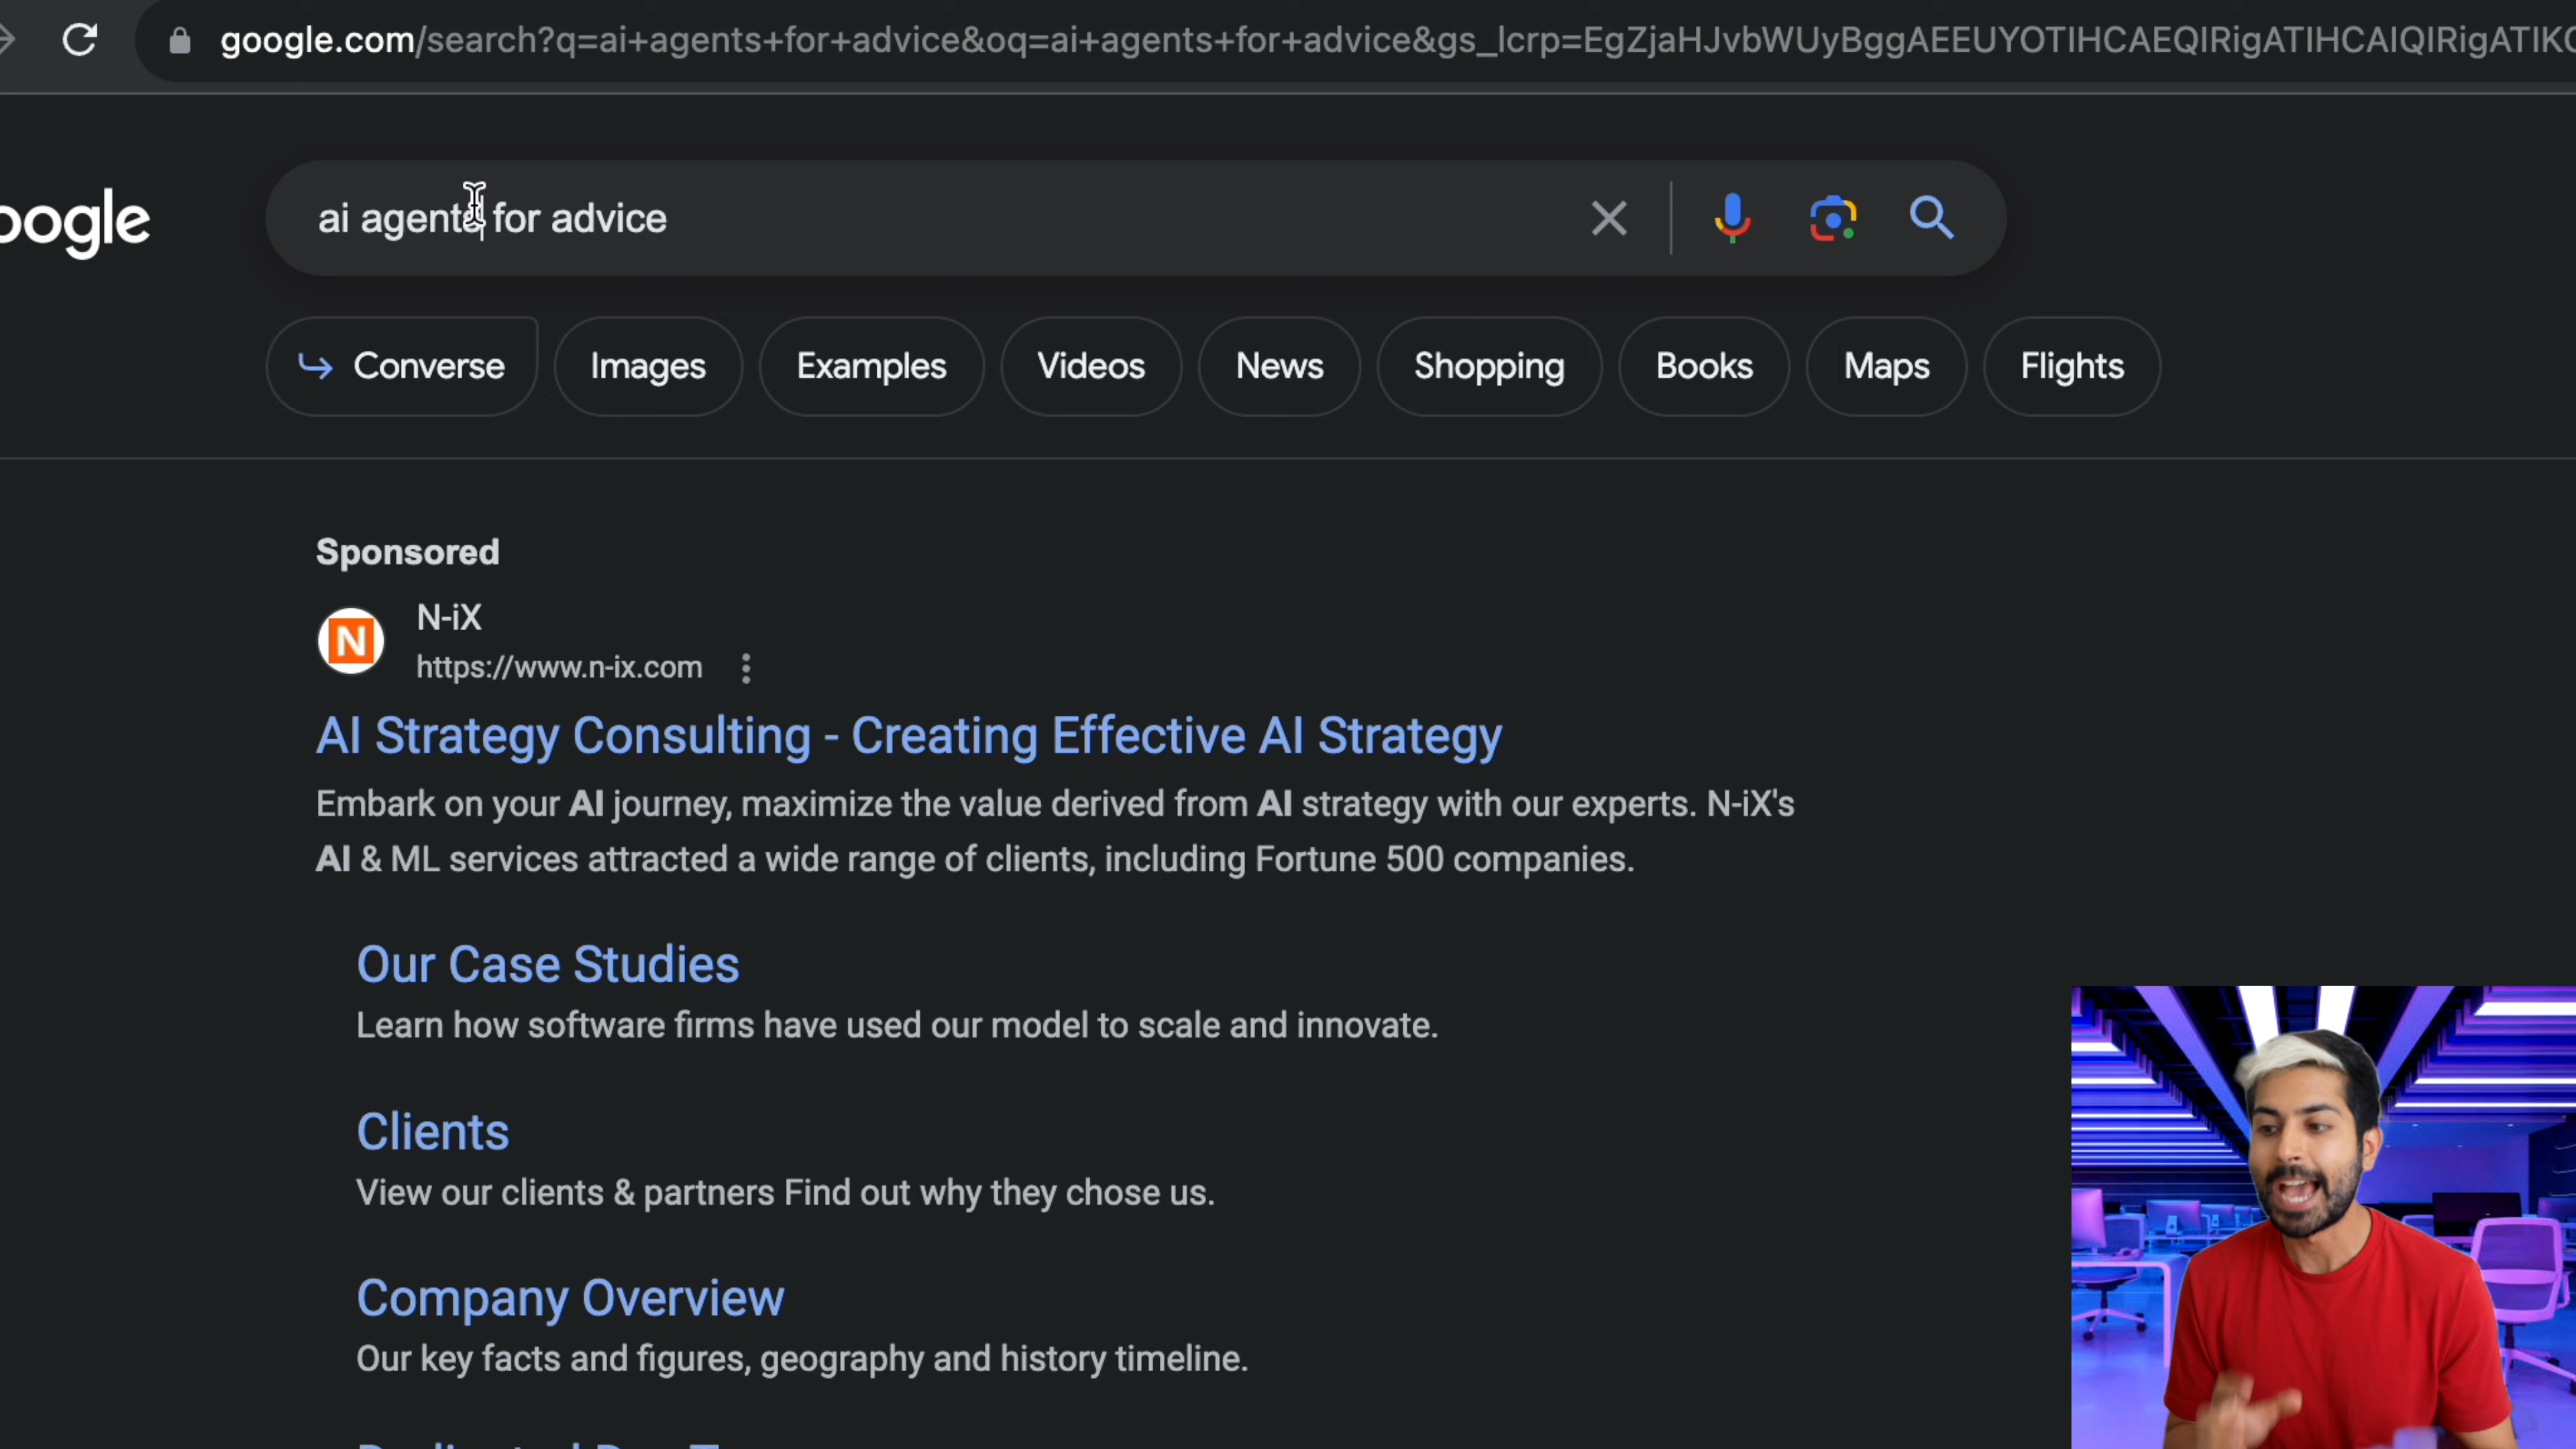 google.com/search?q=ai+agents+for+advice&oq=ai+agents+for+advice&gs_lcrp=EgZjaHJvbWUyBggAEEUYOTIHCAEQIRigATIHCAIQIRigATIK
oogle
ai agents for advice
Converse Images Examples Videos News Shopping Books Maps Flights
Sponsored
N
N-iX
https://www.n-ix.com
AI Strategy Consulting - Creating Effective AI Strategy
Embark on your AI journey, maximize the value derived from AI strategy with our experts. N-iX's
AI & ML services attracted a wide range of clients, including Fortune 500 companies.
Our Case Studies
Learn how software firms have used our model to scale and innovate.
Clients
View our clients & partners Find out why they chose us.
Company Overview
Our key facts and figures, geography and history timeline.